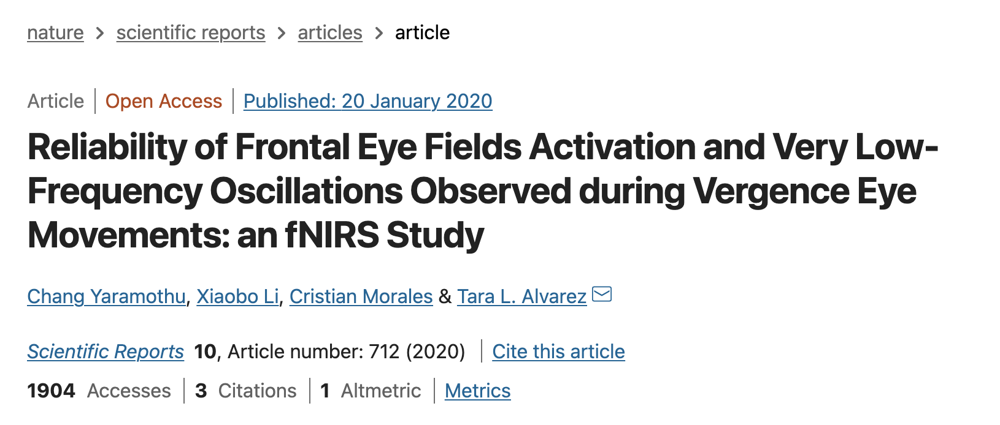 nature > scientific reports > articles > article
Article | Open Access | Published: 20 January 2020
Reliability of Frontal Eye Fields Activation and Very Low-
Frequency Oscillations Observed during Vergence Eye
Movements: an fNIRS Study
Chang Yaramothu, Xiaobo Li, Cristian Morales & Tara L. Alvarez
Scientific Reports 10, Article number: 712 (2020) | Cite this article
1904 Accesses | 3 Citations | 1 Altmetric | Metrics